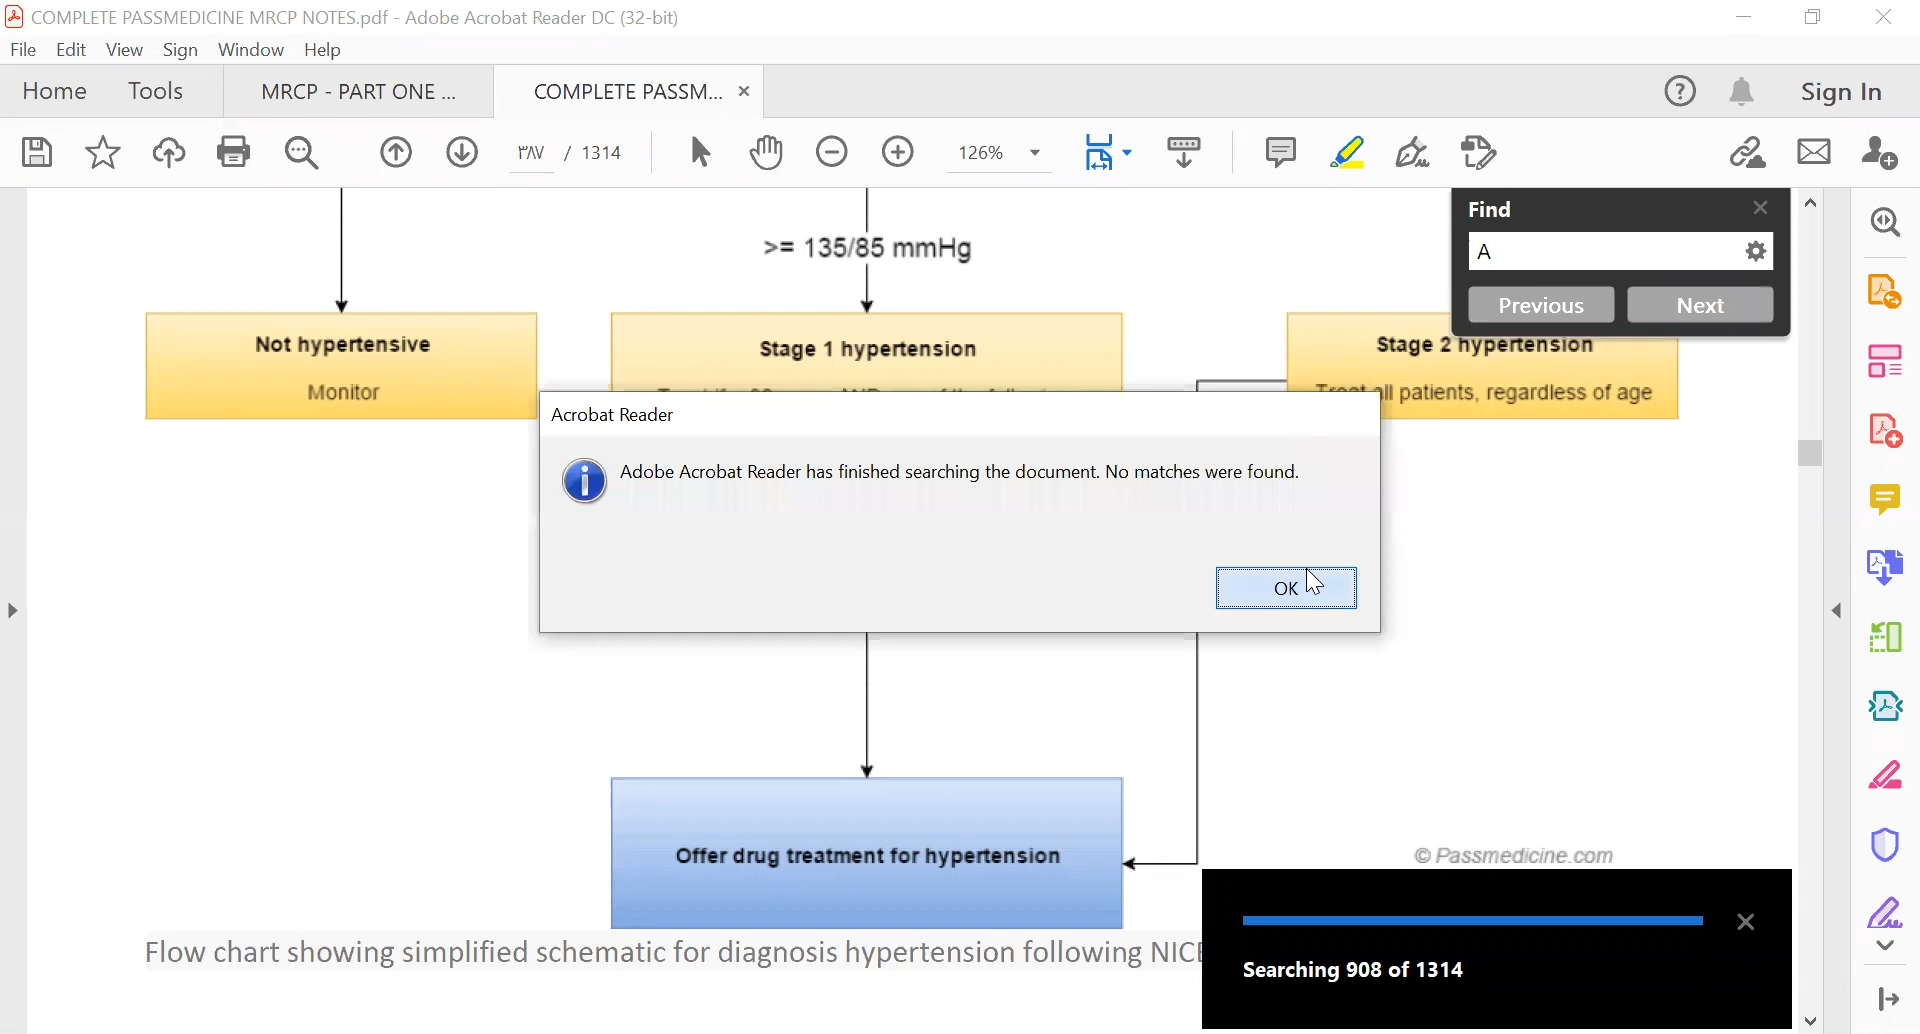 COMPLETE PASSMEDICINE MRCP NOTES.pdf - Adobe Acrobat Reader DC (32-bit)
File Edit View Sign Window Help
Home Tools MRCP - PART ONE ... COMPLETE PASSM... Sign In
٣٨٧ / 1314 126%
Find
A
Previous Next
>= 135/85 mmHg
Not hypertensive
Monitor
Stage 1 hypertension
Stage 2 hypertension
Treat all patients, regardless of age
Acrobat Reader
Adobe Acrobat Reader has finished searching the document. No matches were found.
OK
Offer drug treatment for hypertension
© Passmedicine.com
Flow chart showing simplified schematic for diagnosis hypertension following NICE
Searching 908 of 1314